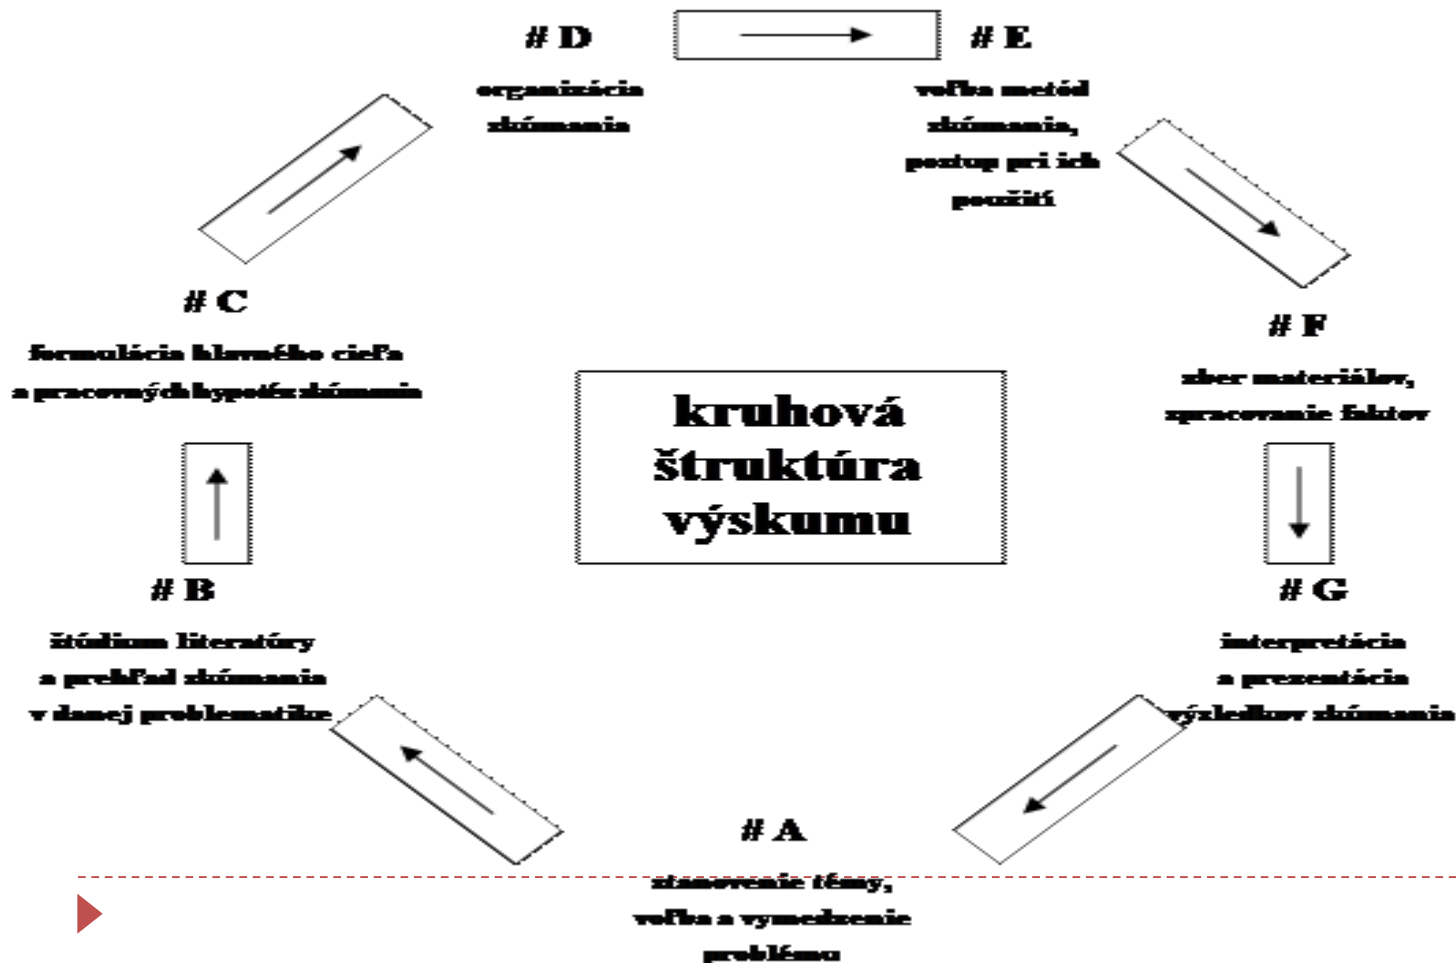 # D
organizácia
skúmania
# E
voľba metód
skúmania,
postup pri ich
použití
# C
formulácia hlavného cieľa
a pracovných hypotéz skúmania
# F
zber materiálov,
spracovanie faktov
kruhová
štruktúra
výskumu
# B
štúdium literatúry
a prehľad skúmania
v danej problematike
# G
interpretácia
a prezentácia
výsledkov skúmania
# A
stanovenie témy,
voľba a vymedzenie
problému